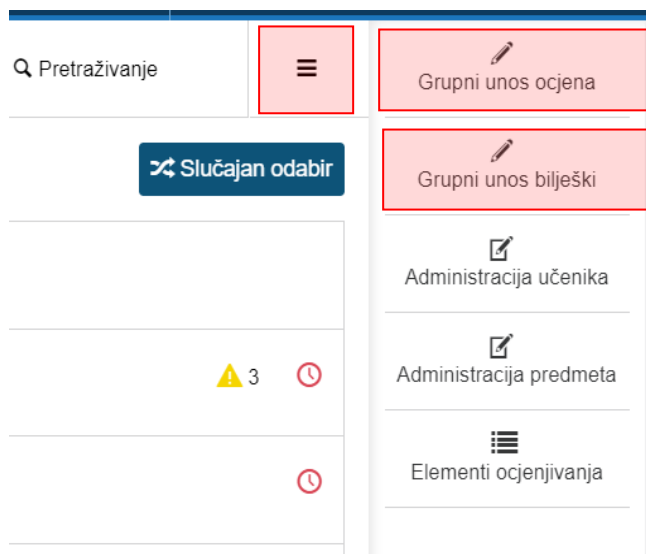 Pretraživanje
Grupni unos ocjena
Slučajan odabir
Grupni unos bilješki
Administracija učenika
3
Administracija predmeta
Elementi ocjenjivanja